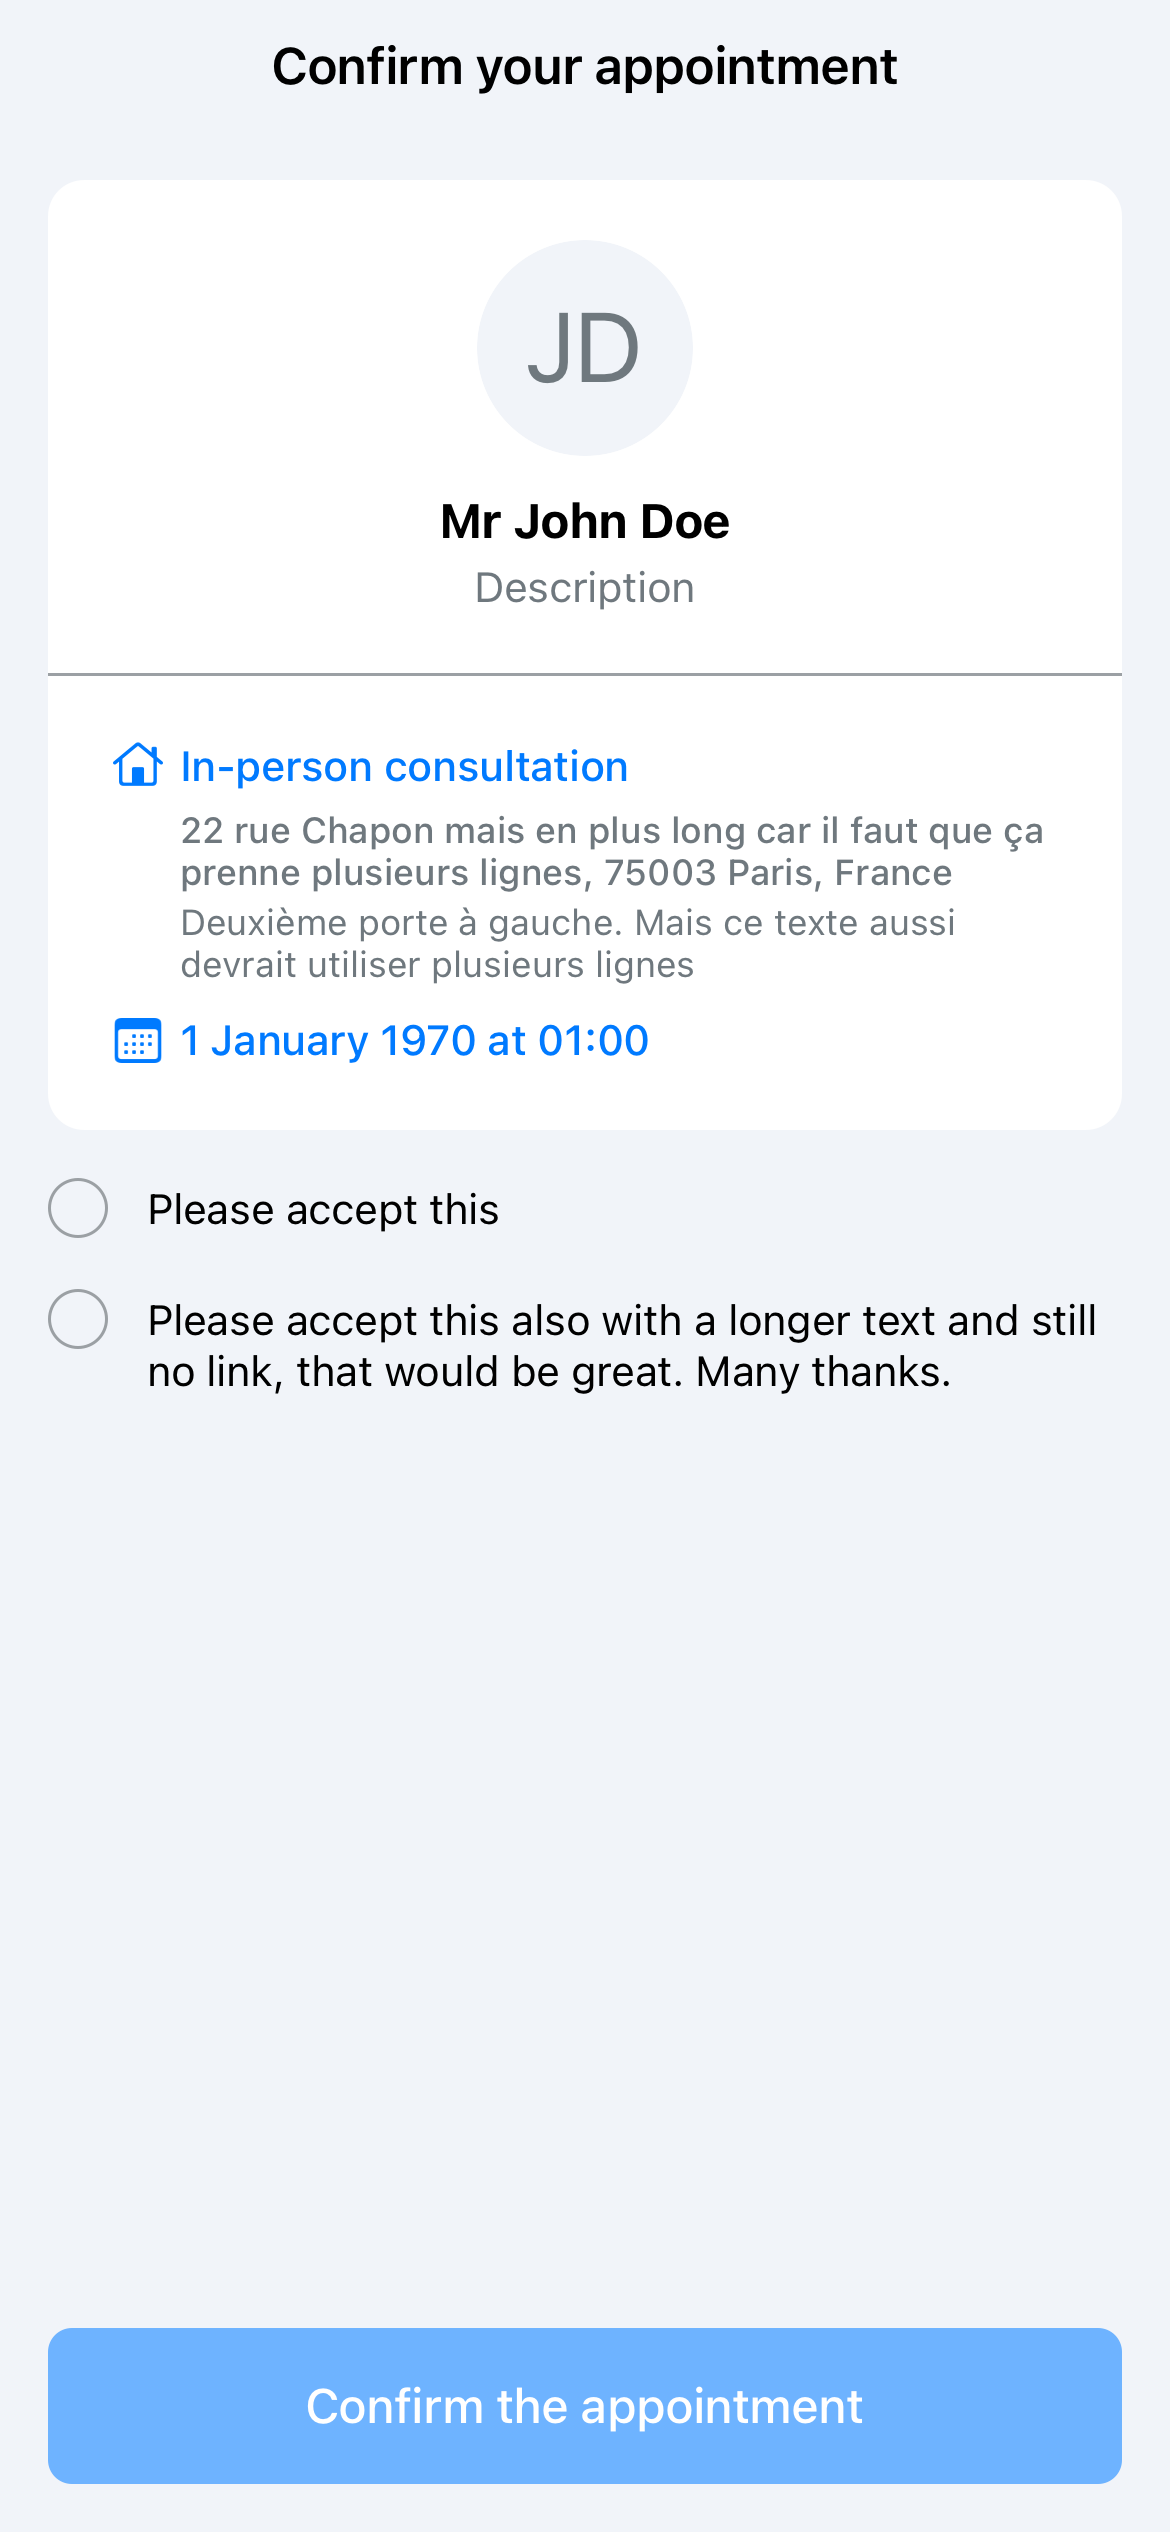 Confirm your appointment
JD
Mr John Doe
Description
In-person consultation
22 rue Chapon mais en plus long car il faut que ça
prenne plusieurs lignes, 75003 Paris, France
Deuxième porte à gauche. Mais ce texte aussi
devrait utiliser plusieurs lignes
1 January 1970 at 01:00
Please accept this
Please accept this also with a longer text and still
no link, that would be great. Many thanks.
Confirm the appointment